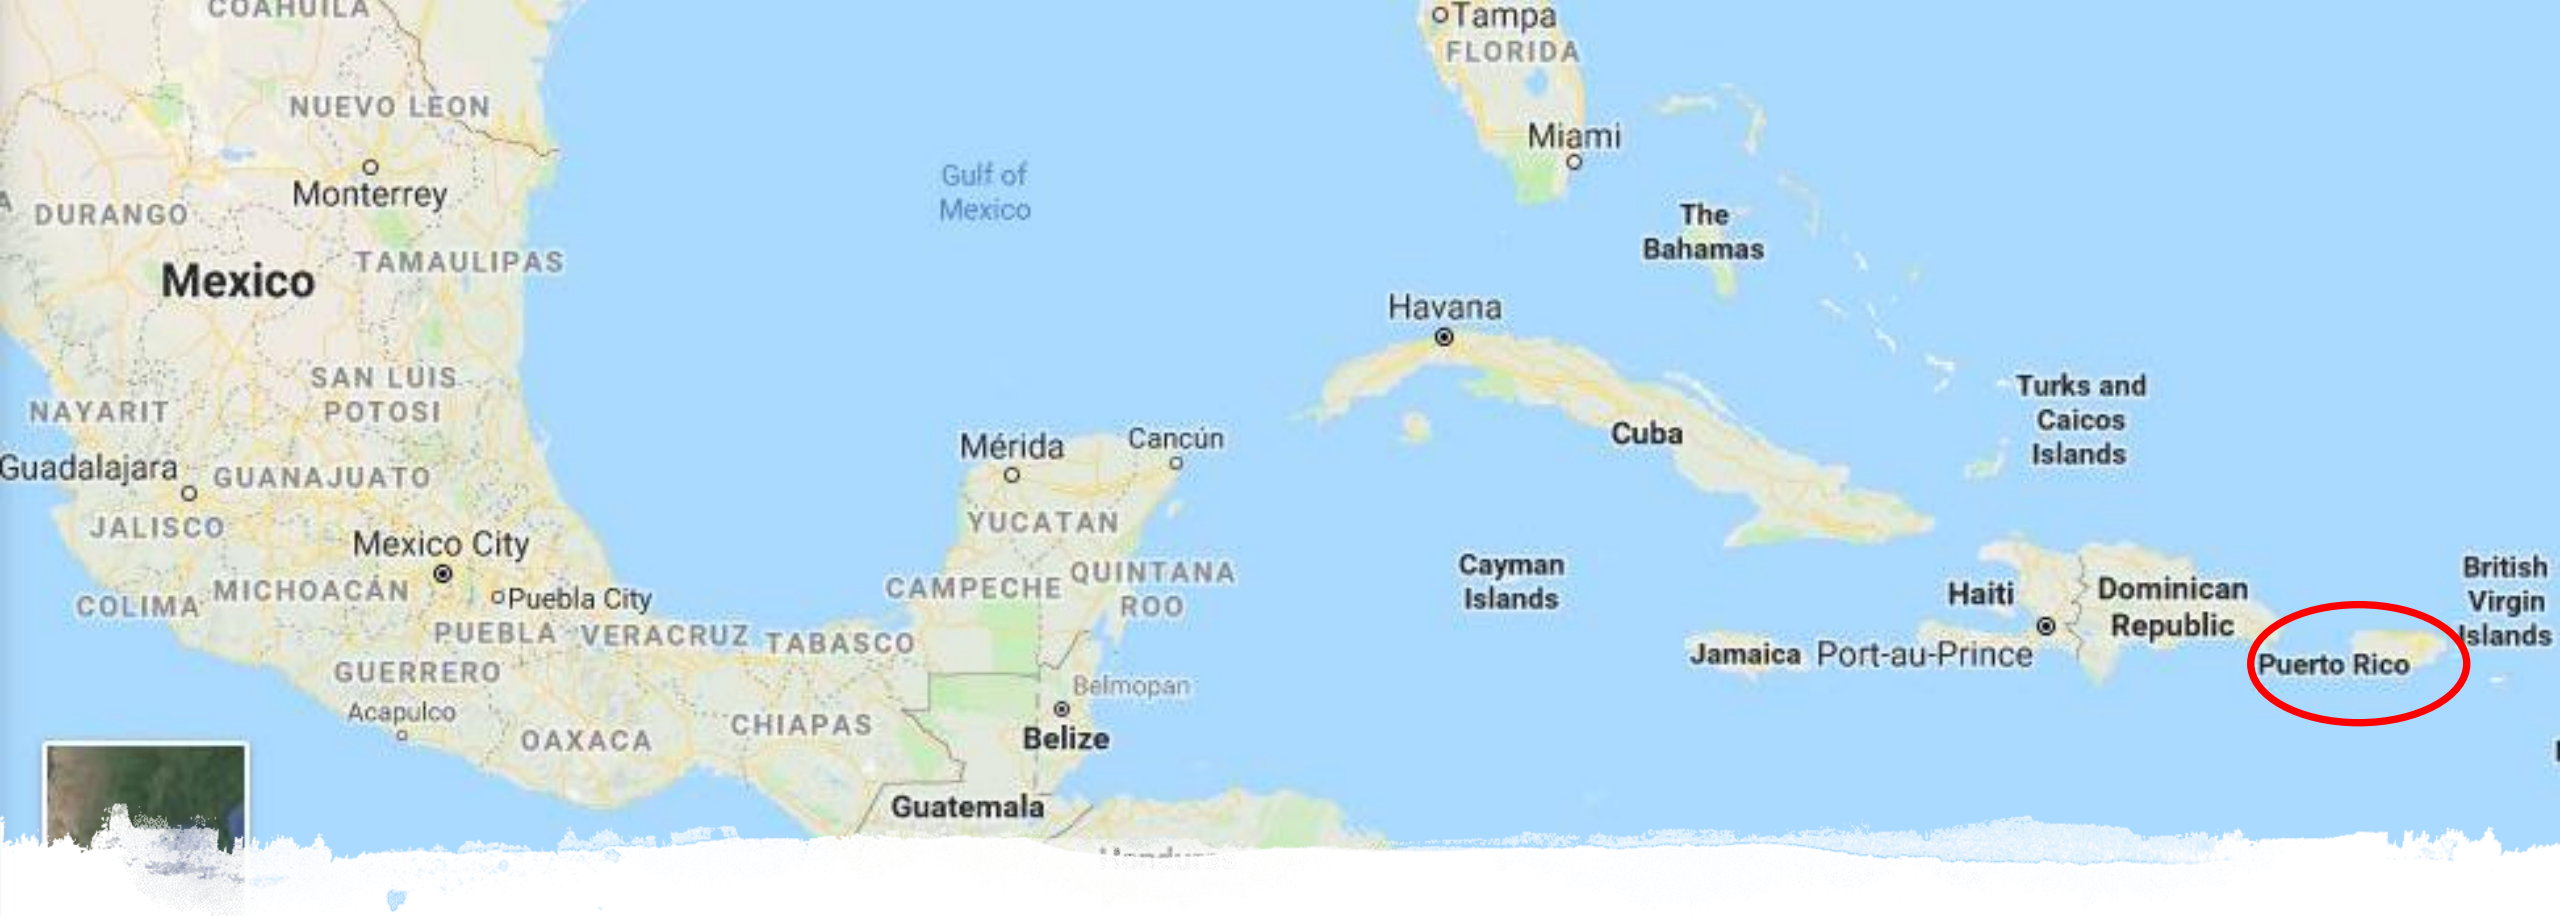 COAHUILA
Tampa
FLORIDA
NUEVO LEON
Miami
Monterrey
Gulf of
Mexico
DURANGO
The
Bahamas
TAMAULIPAS
Mexico
Havana
SAN LUIS
POTOSI
NAYARIT
Turks and
Caicos
Islands
Cuba
Mérida
Cancún
Guadalajara
GUANAJUATO
JALISCO
YUCATAN
Mexico City
CAMPECHE
QUINTANA
ROO
Cayman
Islands
Haiti
Dominican
Republic
British
Virgin
Islands
MICHOACÁN
COLIMA
Puebla City
PUEBLA
VERACRUZ
TABASCO
Jamaica
Port-au-Prince
Puerto Rico
GUERRERO
Belmopan
Acapulco
OAXACA
CHIAPAS
Belize
Guatemala